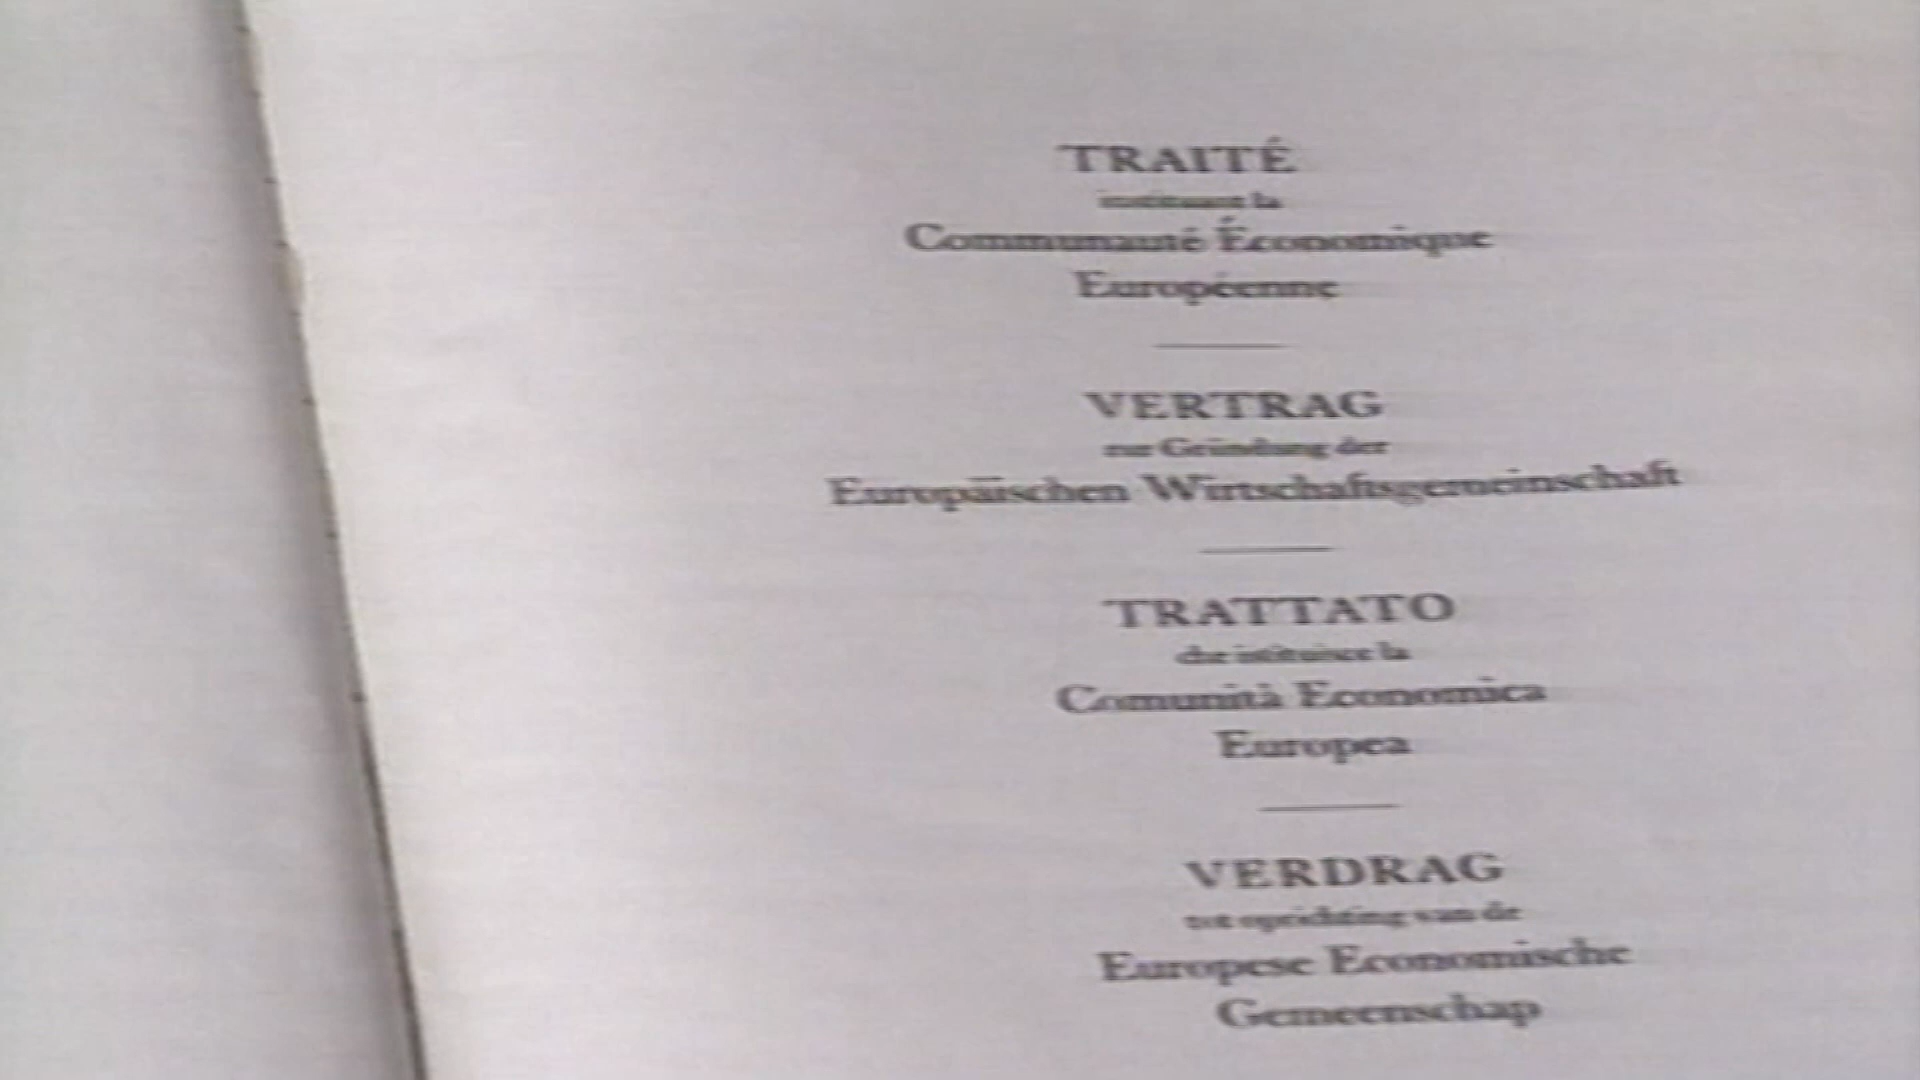 TRAITÉ
instituant la
Communauté Économique
Européenne
VERTRAG
zur Gründung der
Europäischen Wirtschaftsgemeinschaft
TRATTATO
che istituisce la
Comunità Economica
Europea
VERDRAG
tot oprichting van de
Europese Economische
Gemeenschap